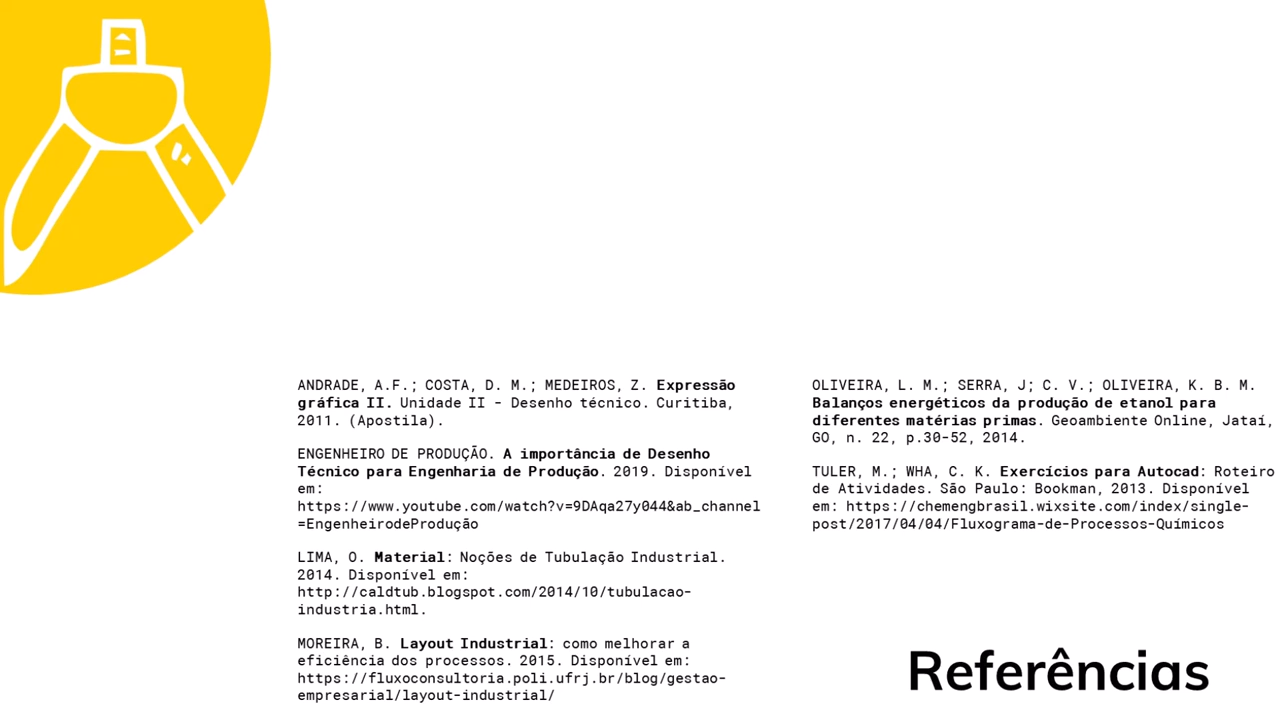 ANDRADE, A.F.; COSTA, D. M.; MEDEIROS, Z. Expressão
gráfica II. Unidade II - Desenho técnico. Curitiba,
2011. (Apostila).
ENGENHEIRO DE PRODUÇÃO. A importância de Desenho
Técnico para Engenharia de Produção. 2019. Disponível
em:
https://www.youtube.com/watch?v=9DAqa27y044&ab_channel
=EngenheirodeProdução
LIMA, O. Material: Noções de Tubulação Industrial.
2014. Disponível em:
http://caldtub.blogspot.com/2014/10/tubulacao-
industria.html.
MOREIRA, B. Layout Industrial: como melhorar a
eficiência dos processos. 2015. Disponível em:
https://fluxoconsultoria.poli.ufrj.br/blog/gestao-
empresarial/layout-industrial/
OLIVEIRA, L. M.; SERRA, J; C. V.; OLIVEIRA, K. B. M.
Balanços energéticos da produção de etanol para
diferentes matérias primas. Geoambiente Online, Jataí,
GO, n. 22, p.30-52, 2014.
TULER, M.; WHA, C. K. Exercícios para Autocad: Roteiro
de Atividades. São Paulo: Bookman, 2013. Disponível
em: https://chemengbrasil.wixsite.com/index/single-
post/2017/04/04/Fluxograma-de-Processos-Químicos
Referências